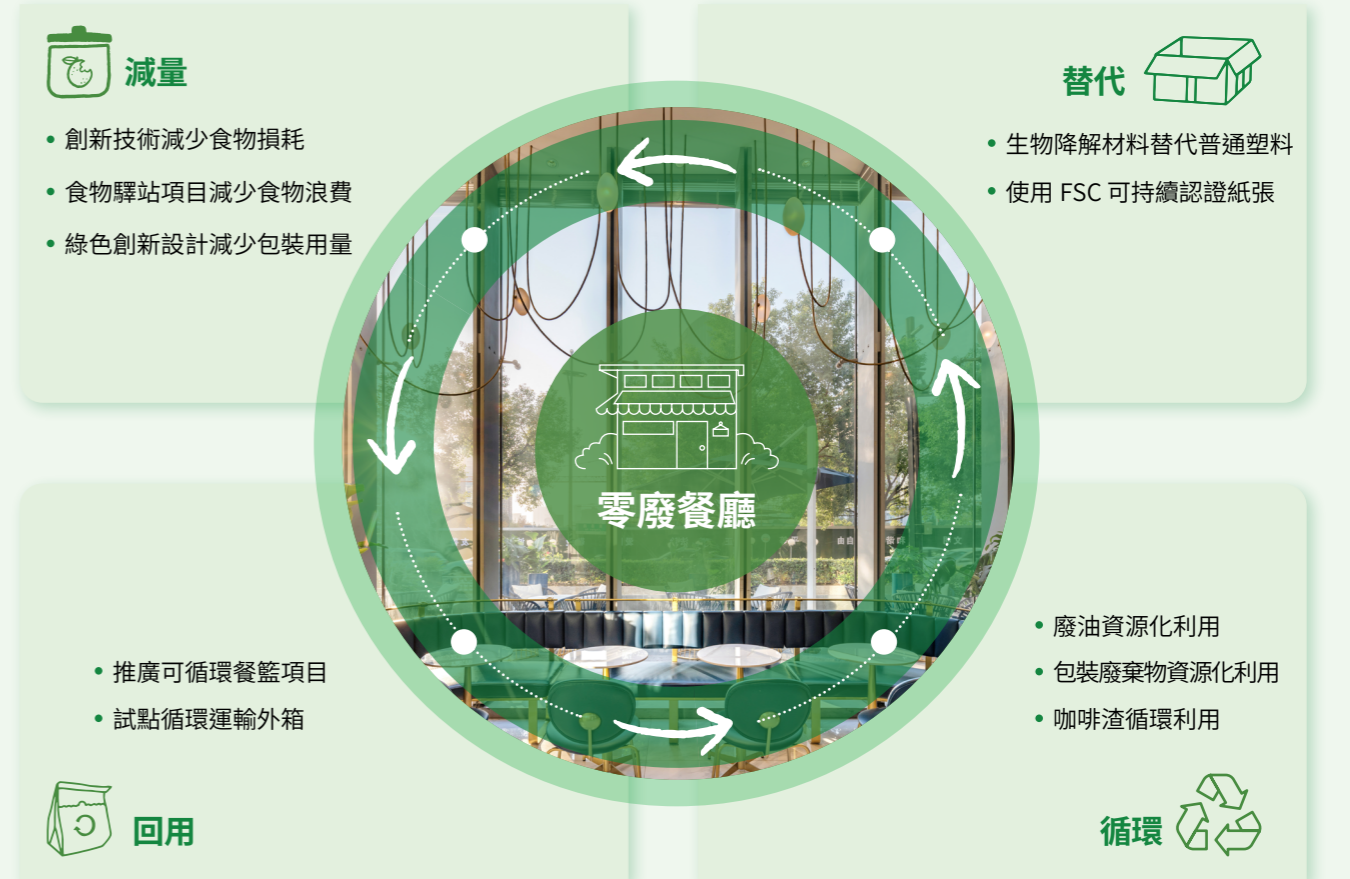 減量
創新技術減少食物損耗
食物驛站項目減少食物浪費
綠色創新設計減少包裝用量
替代
生物降解材料替代普通塑料
使用 FSC 可持續認證紙張
零廢餐廳
推廣可循環餐籃項目
試點循環運輸外箱
回用
廢油資源化利用
包裝廢棄物資源化利用
咖啡渣循環利用
循環